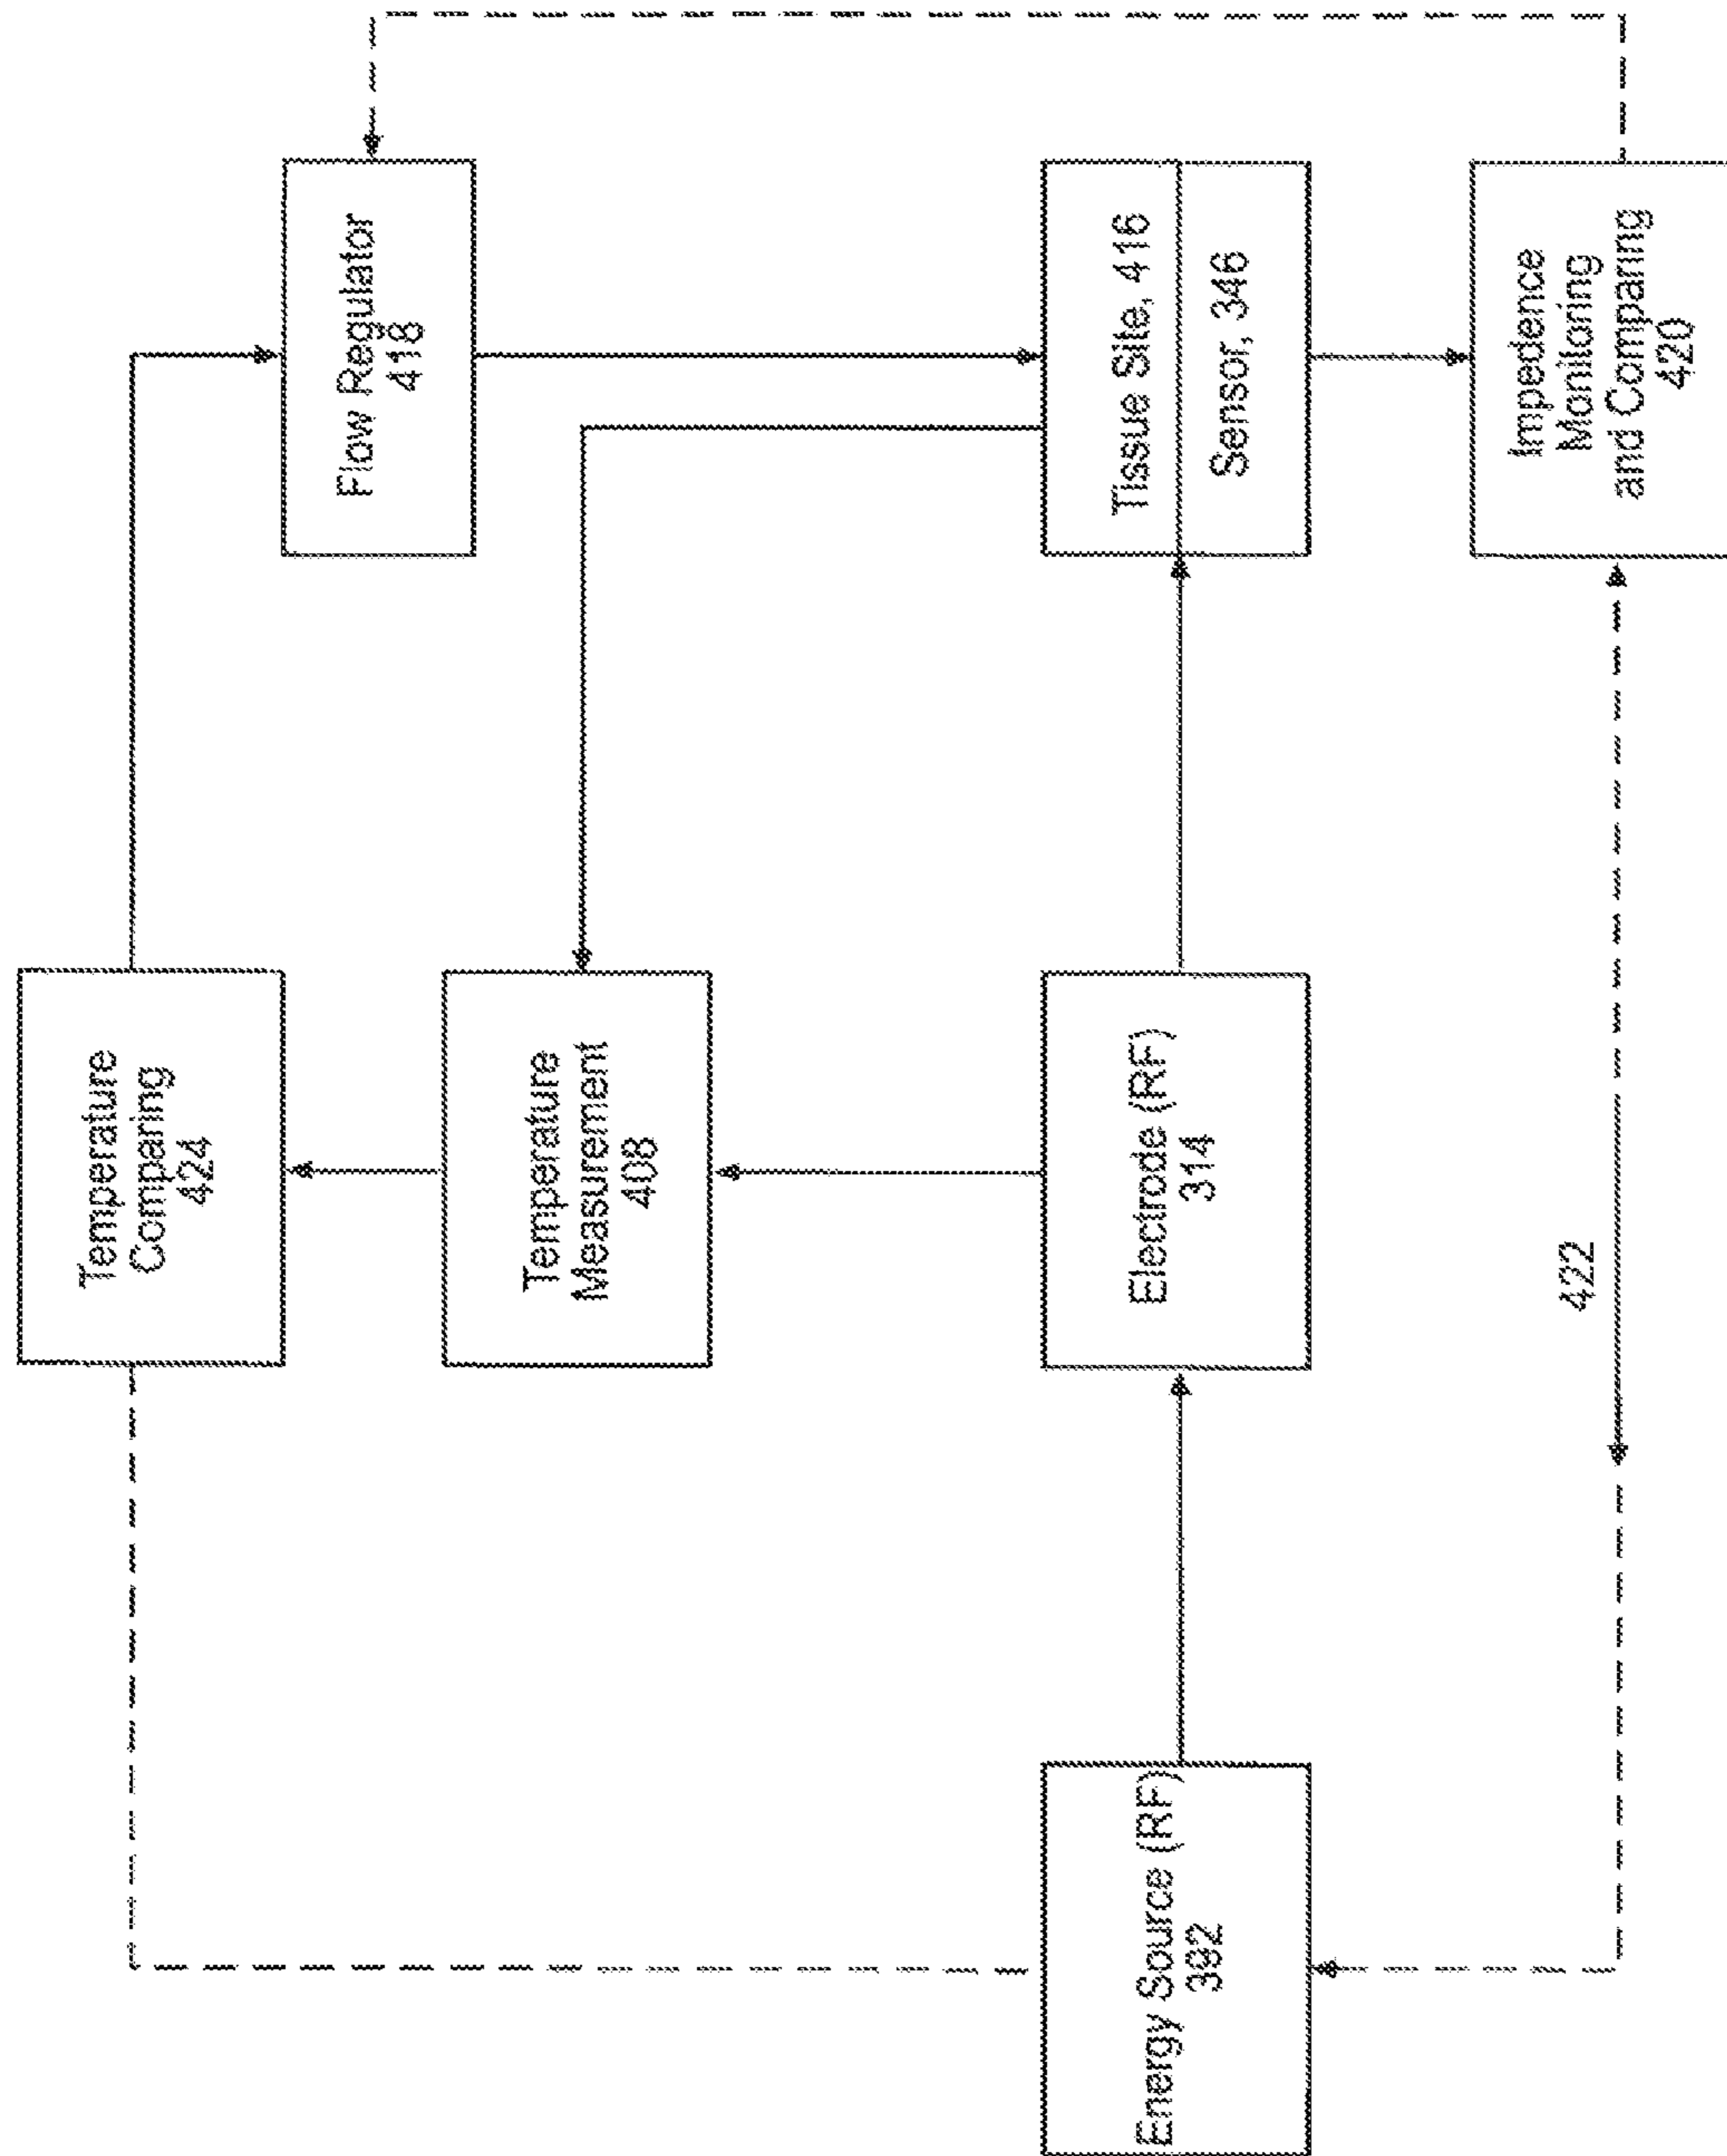 Temperature
Comparing
424
Flow Regulator
418
Temperature
Measurement
408
Energy Source (RF)
392
Electrode (RF)
314
Tissue Site, 416
Sensor, 346
422
Impedence
Monitoring
and Comparing
420